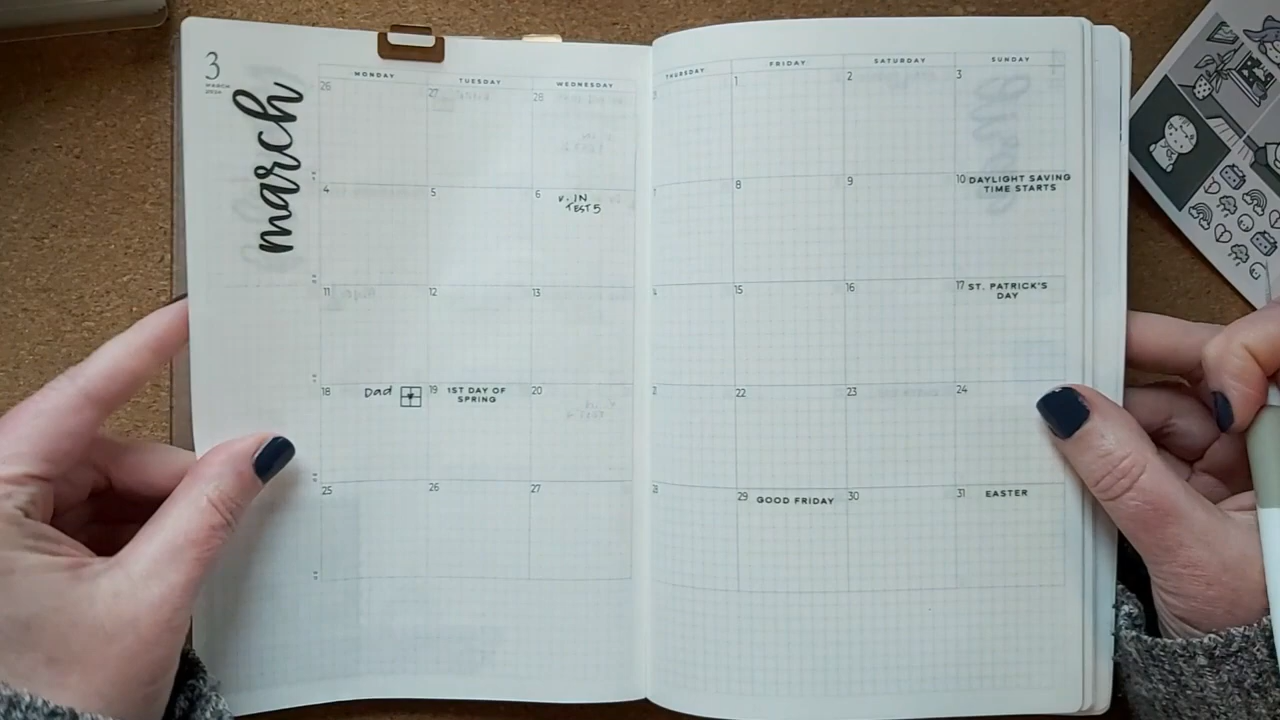 3
MARCH
2024
march
MONDAY TUESDAY WEDNESDAY THURSDAY FRIDAY SATURDAY SUNDAY
26 27 28 1 2 3
4 5 6 V. IN 8 9 10 DAYLIGHT SAVING
TEST 5 TIME STARTS
11 12 13 15 16 17 ST. PATRICK'S
DAY
18 Dad 19 1ST DAY OF 20 22 23 24
SPRING
25 26 27 29 GOOD FRIDAY 30 31 EASTER